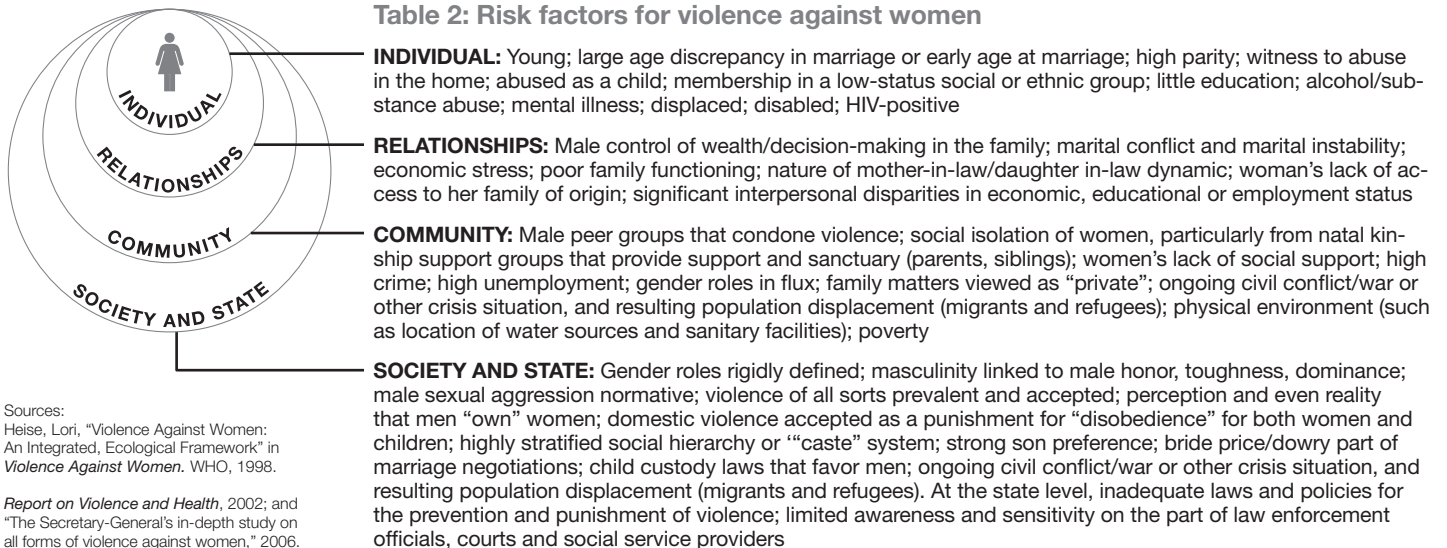 Table 2: Risk factors for violence against women
INDIVIDUAL
RELATIONSHIPS
COMMUNITY
SOCIETY AND STATE
INDIVIDUAL: Young; large age discrepancy in marriage or early age at marriage; high parity; witness to abuse
in the home; abused as a child; membership in a low-status social or ethnic group; little education; alcohol/sub-
stance abuse; mental illness; displaced; disabled; HIV-positive
RELATIONSHIPS: Male control of wealth/decision-making in the family; marital conflict and marital instability;
economic stress; poor family functioning; nature of mother-in-law/daughter in-law dynamic; woman’s lack of ac-
cess to her family of origin; significant interpersonal disparities in economic, educational or employment status
COMMUNITY: Male peer groups that condone violence; social isolation of women, particularly from natal kin-
ship support groups that provide support and sanctuary (parents, siblings); women’s lack of social support; high
crime; high unemployment; gender roles in flux; family matters viewed as “private”; ongoing civil conflict/war or
other crisis situation, and resulting population displacement (migrants and refugees); physical environment (such
as location of water sources and sanitary facilities); poverty
SOCIETY AND STATE: Gender roles rigidly defined; masculinity linked to male honor, toughness, dominance;
male sexual aggression normative; violence of all sorts prevalent and accepted; perception and even reality
that men “own” women; domestic violence accepted as a punishment for “disobedience” for both women and
children; highly stratified social hierarchy or ‘“caste” system; strong son preference; bride price/dowry part of
marriage negotiations; child custody laws that favor men; ongoing civil conflict/war or other crisis situation, and
resulting population displacement (migrants and refugees). At the state level, inadequate laws and policies for
the prevention and punishment of violence; limited awareness and sensitivity on the part of law enforcement
officials, courts and social service providers
Sources:
Heise, Lori, “Violence Against Women:
An Integrated, Ecological Framework” in
Violence Against Women. WHO, 1998.
Report on Violence and Health, 2002; and
“The Secretary-General’s in-depth study on
all forms of violence against women,” 2006.